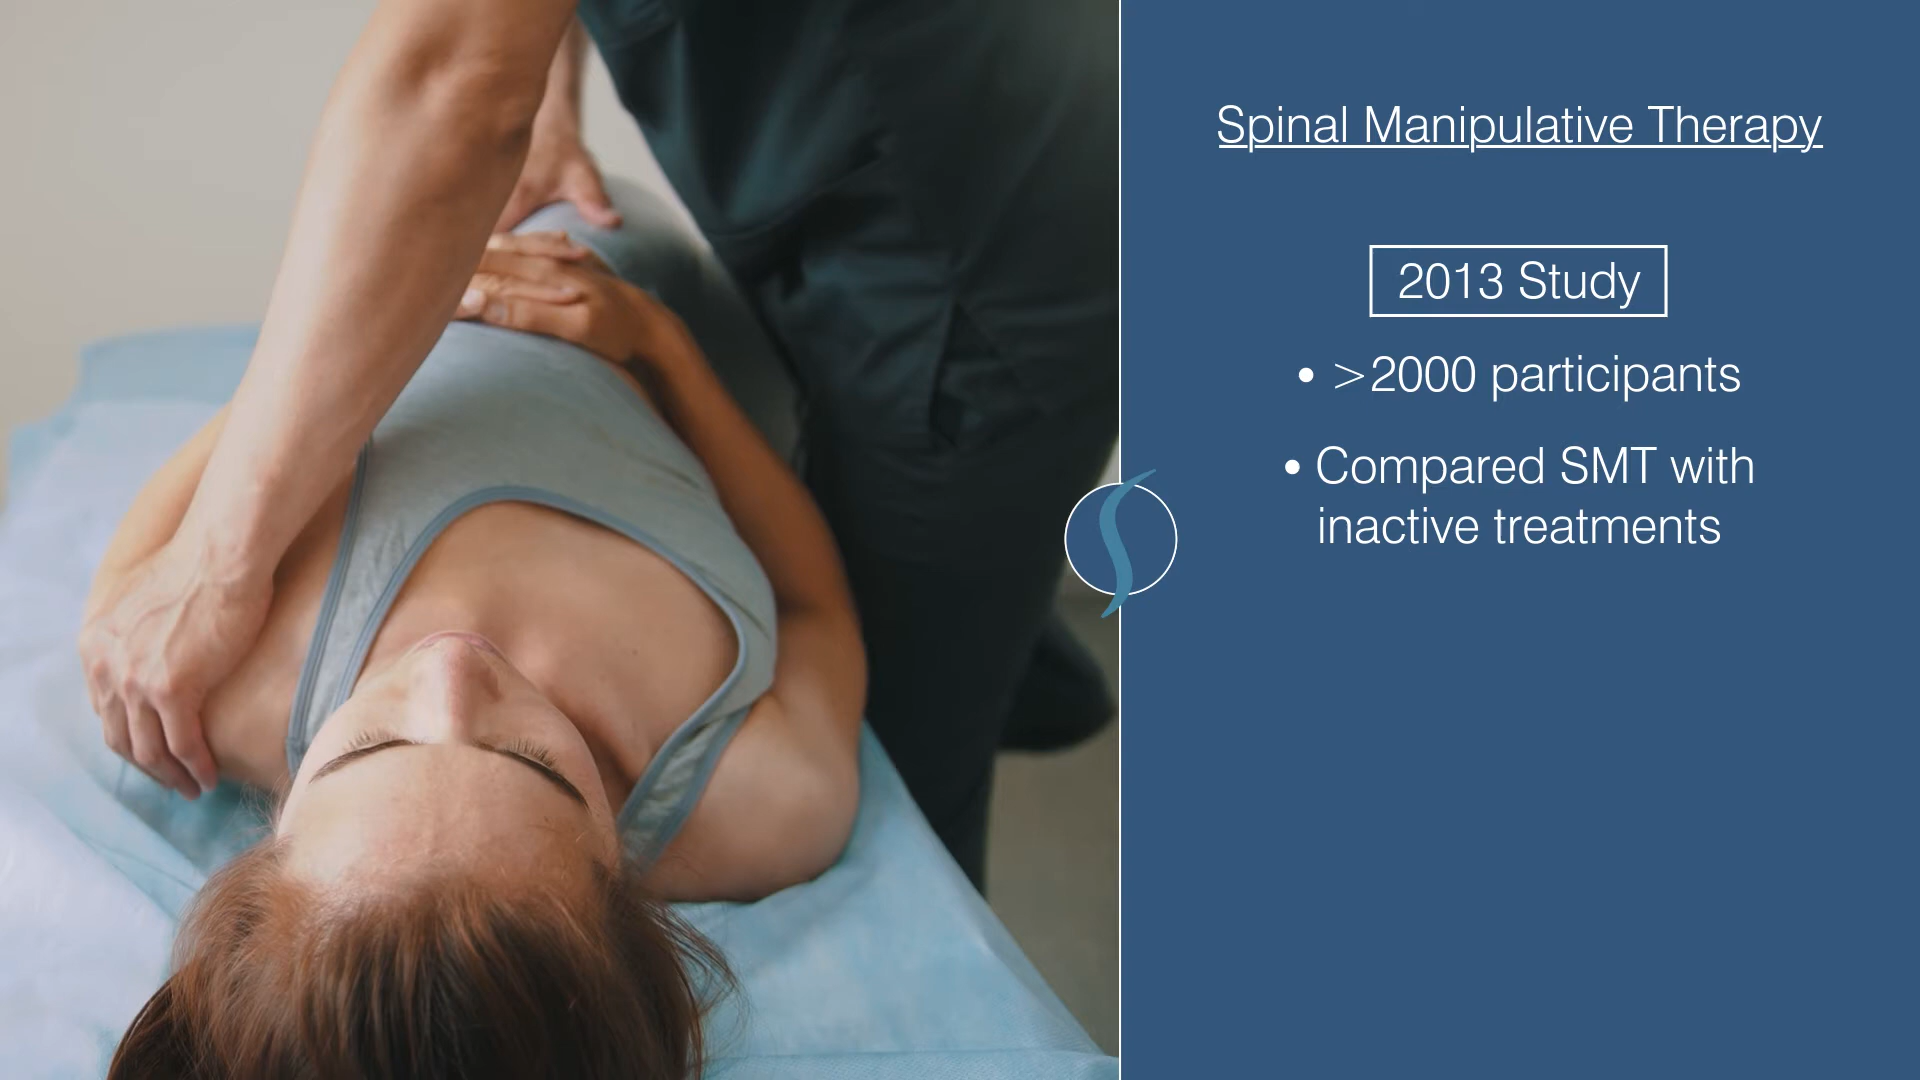 Spinal Manipulative Therapy
2013 Study
• >2000 participants
• Compared SMT with
inactive treatments